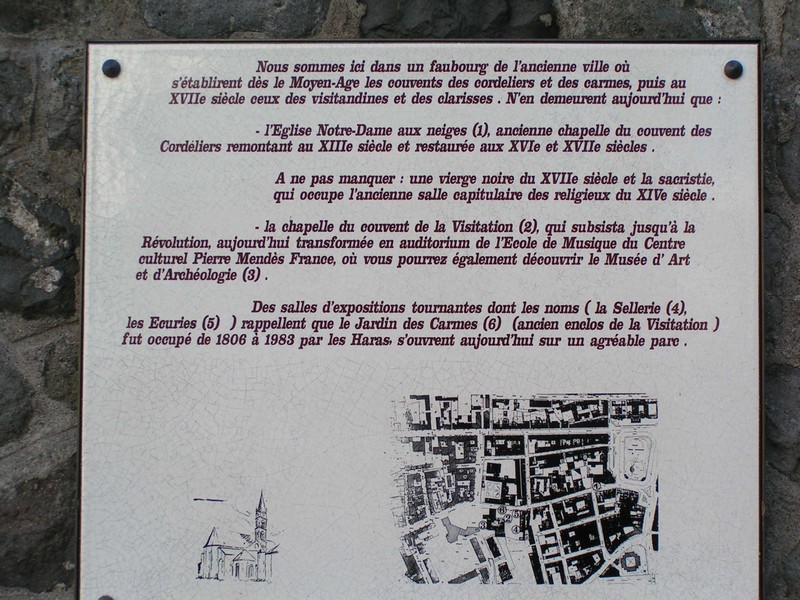 Nous sommes ici dans un faubourg de l'ancienne ville où
s'établirent dès le Moyen-Age les couvents des cordeliers et des carmes, puis au
XVIIe siècle ceux des visitandines et des clarisses . N'en demeurent aujourd'hui que :
- l'Eglise Notre-Dame aux neiges (1), ancienne chapelle du couvent des
Cordéliers remontant au XIIIe siècle et restaurée aux XVIe et XVIIe siècles .
A ne pas manquer : une vierge noire du XVIIe siècle et la sacristie,
qui occupe l'ancienne salle capitulaire des religieux du XIVe siècle .
- la chapelle du couvent de la Visitation (2), qui subsista jusqu'à la
Révolution, aujourd'hui transformée en auditorium de l'Ecole de Musique du Centre
culturel Pierre Mendès France, où vous pourrez également découvrir le Musée d' Art
et d'Archéologie (3) .
Des salles d'expositions tournantes dont les noms ( la Sellerie (4),
les Ecuries (5) ) rappellent que le Jardin des Carmes (6) (ancien enclos de la Visitation )
fut occupé de 1806 à 1983 par les Haras, s'ouvrent aujourd'hui sur un agréable parc .